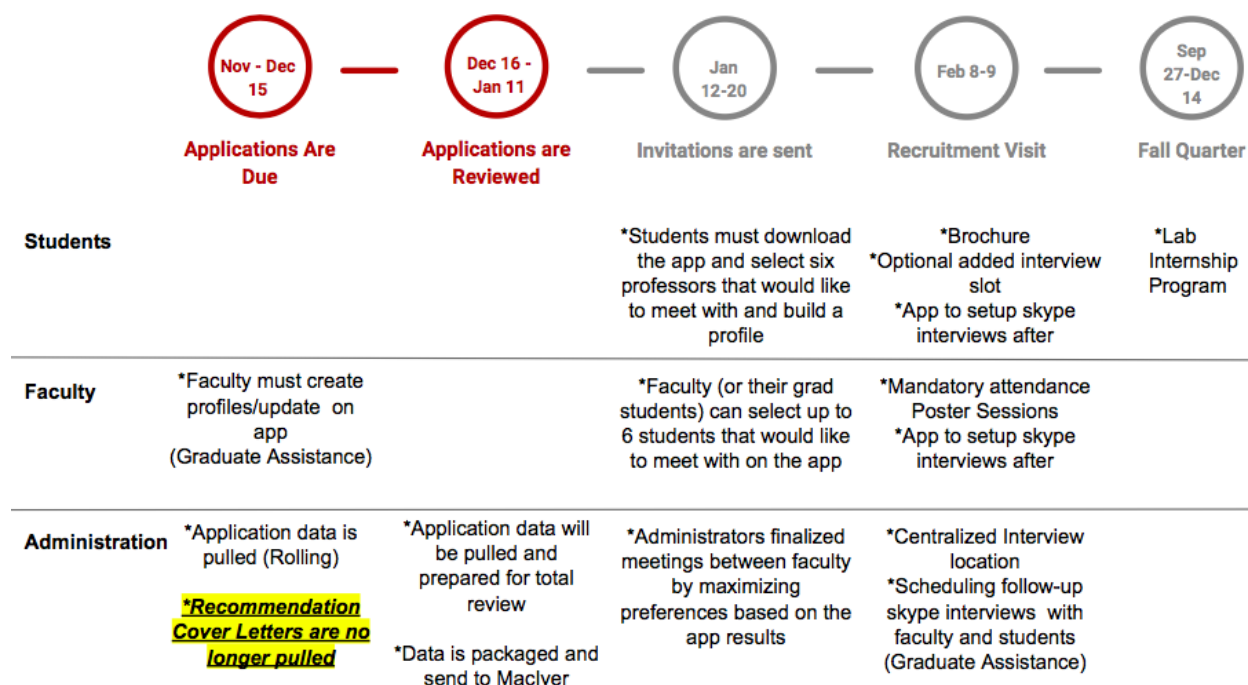 Nov - Dec
15
Dec 16 -
Jan 11
Jan
12-20
Feb 8-9
Sep
27-Dec
14
Applications Are
Due
Applications are
Reviewed
Invitations are sent
Recruitment Visit
Fall Quarter
Students
*Students must download
the app and select six
professors that would like
to meet with and build a
profile
*Brochure
*Optional added interview
slot
*App to setup skype
interviews after
*Lab
Internship
Program
Faculty
*Faculty must create
profiles/update on
app
(Graduate Assistance)
*Faculty (or their grad
students) can select up to
6 students that would like
to meet with on the app
*Mandatory attendance
Poster Sessions
*App to setup skype
interviews after
Administration
*Application data is
pulled (Rolling)
*Recommendation
Cover Letters are no
longer pulled
*Application data will
be pulled and
prepared for total
review
*Data is packaged and
send to MacIver
*Administrators finalized
meetings between faculty
by maximizing
preferences based on the
app results
*Centralized Interview
location
*Scheduling follow-up
skype interviews with
faculty and students
(Graduate Assistance)